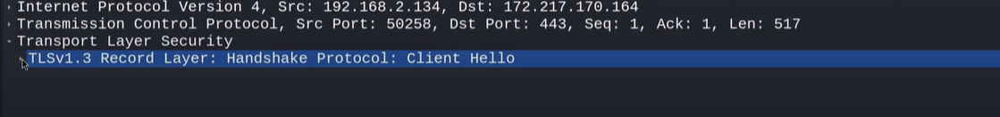 Internet Protocol Version 4, Src: 192.168.2.134, Dst: 172.217.170.164
Transmission Control Protocol, Src Port: 50258, Dst Port: 443, Seq: 1, Ack: 1, Len: 517
Transport Layer Security
TLSv1.3 Record Layer: Handshake Protocol: Client Hello